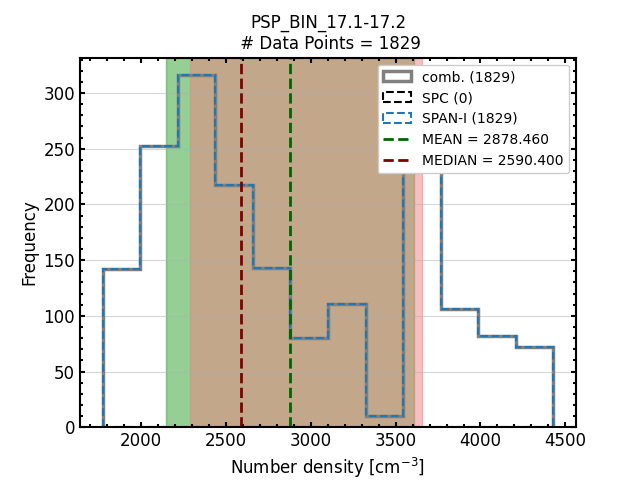 PSP_BIN_17.1-17.2
# Data Points = 1829
comb. (1829)
SPC (0)
SPAN-I (1829)
MEAN = 2878.460
MEDIAN = 2590.400
300
250
200
150
100
50
0
Frequency
2000 2500 3000 3500 4000 4500
Number density [cm⁻³]